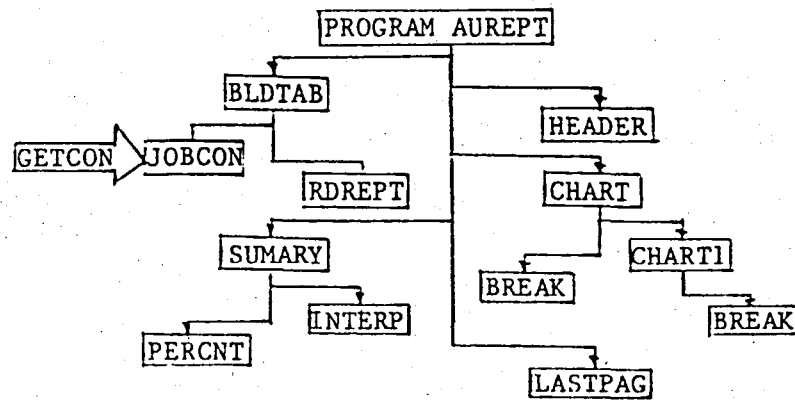 PROGRAM AUREPT
BLDTAB
HEADER
GETCON
JOBCON
RDREPT
CHART
SUMARY
CHART1
BREAK
INTERP
BREAK
PERCNT
LASTPAG